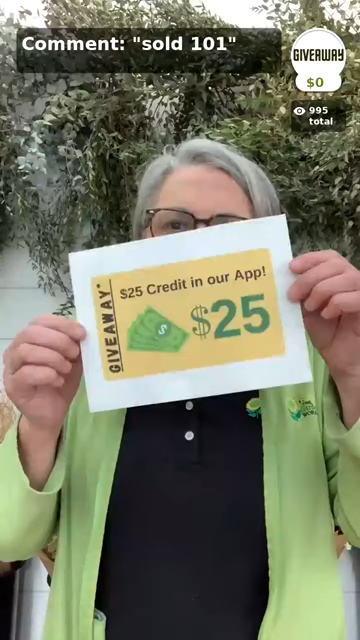 Comment: "sold 101"
GIVEAWAY
$0
995
total
GIVEAWAY*
$25 Credit in our App!
$25
$